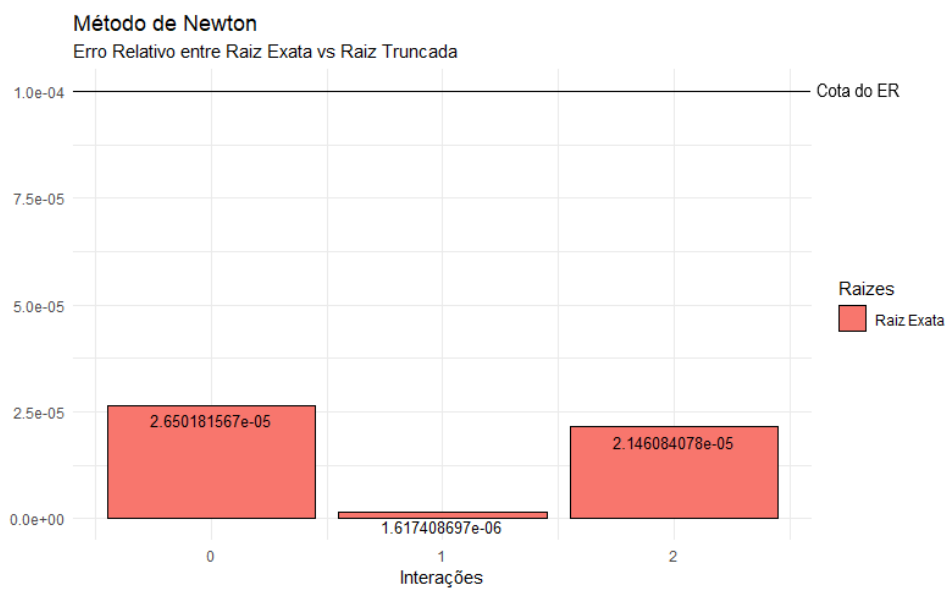 Método de Newton
Erro Relativo entre Raiz Exata vs Raiz Truncada
1.0e-04
Cota do ER
7.5e-05
5.0e-05
Raizes
Raiz Exata
2.5e-05
2.650181567e-05
2.146084078e-05
0.0e+00
1.617408697e-06
0 1 2
Interações